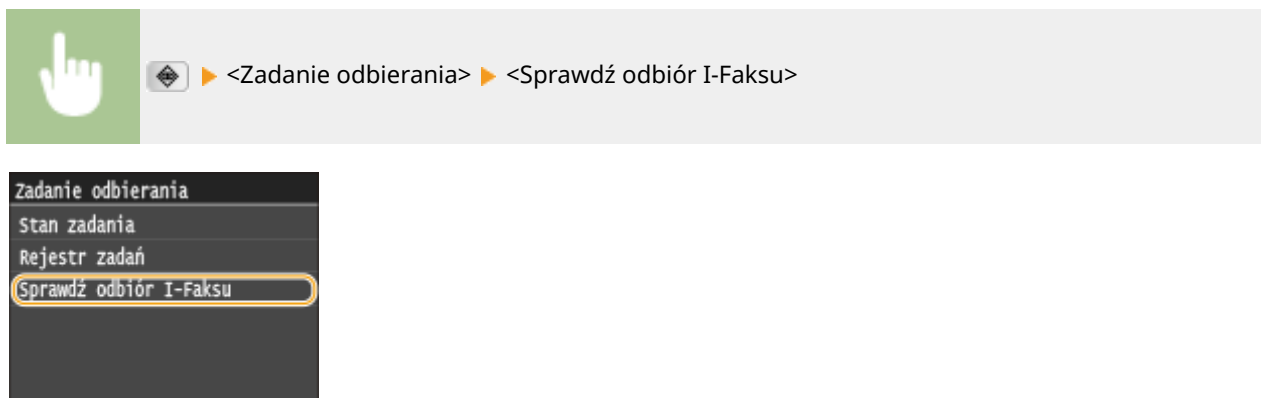 <Zadanie odbierania> <Sprawdź odbiór I-Faksu>
Zadanie odbierania
Stan zadania
Rejestr zadań
Sprawdź odbiór I-Faksu